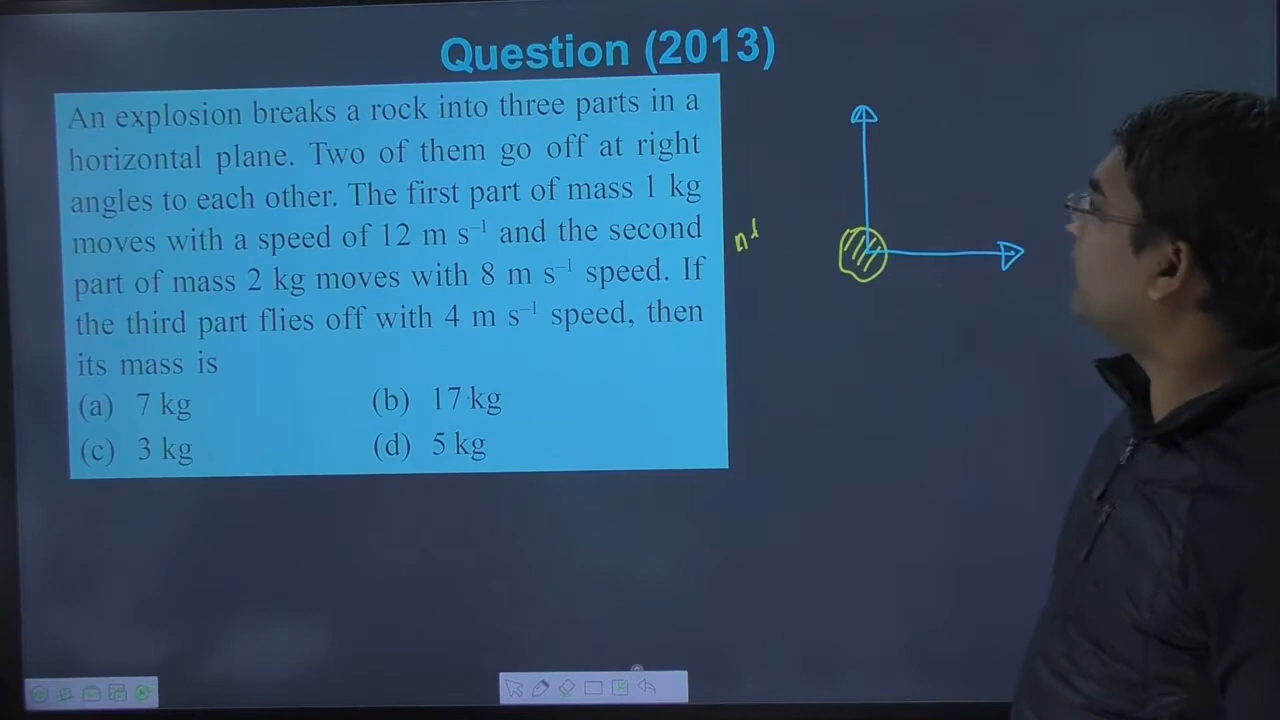 Question (2013)
An explosion breaks a rock into three parts in a
horizontal plane. Two of them go off at right
angles to each other. The first part of mass 1 kg
moves with a speed of 12 m s⁻¹ and the second
part of mass 2 kg moves with 8 m s⁻¹ speed. If
the third part flies off with 4 m s⁻¹ speed, then
its mass is
(a) 7 kg (b) 17 kg
(c) 3 kg (d) 5 kg